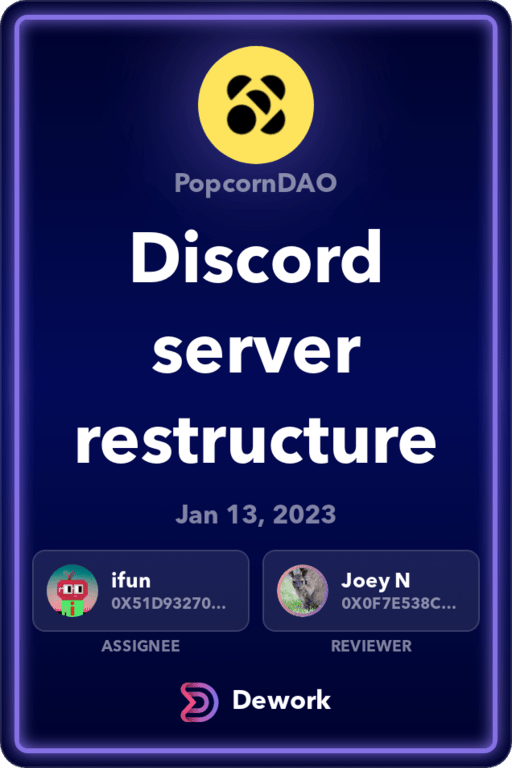 PopcornDAO
Discord
server
restructure
Jan 13, 2023
ifun
0X51D93270...
ASSIGNEE
Joey N
0X0F7E538C...
REVIEWER
Dework